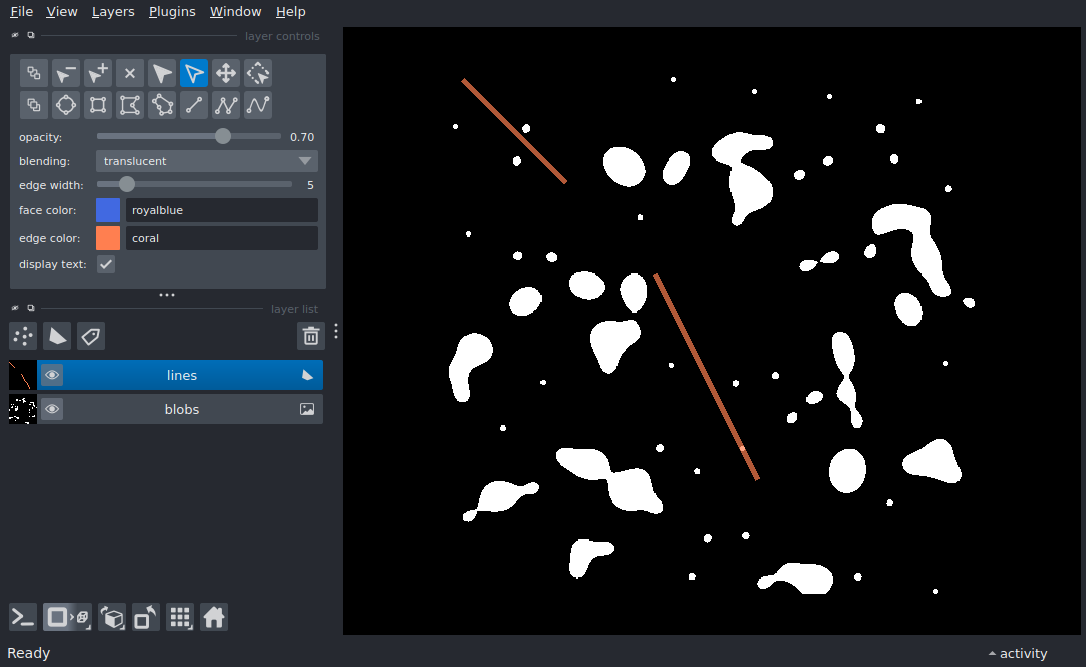 File View Layers Plugins Window Help
layer controls
opacity: 0.70
blending: translucent
edge width: 5
face color: royalblue
edge color: coral
display text:
layer list
lines
blobs
Ready
activity